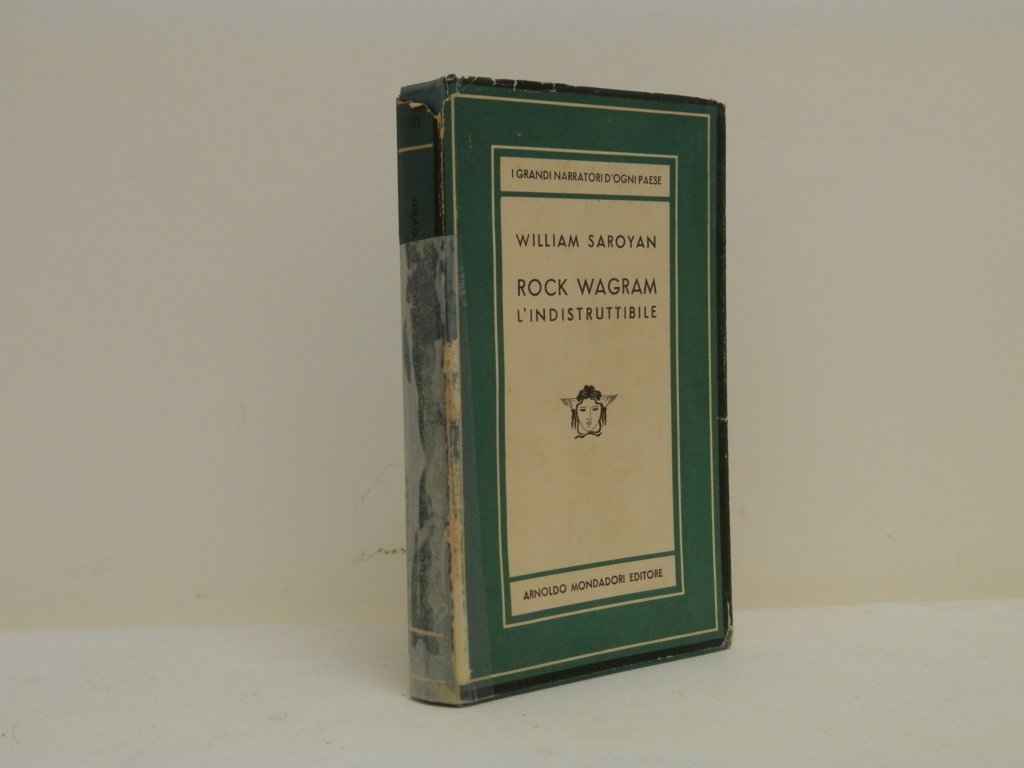 I GRANDI NARRATORI D'OGNI PAESE
WILLIAM SAROYAN
ROCK WAGRAM
L'INDISTRUTTIBILE
ARNOLDO MONDADORI EDITORE